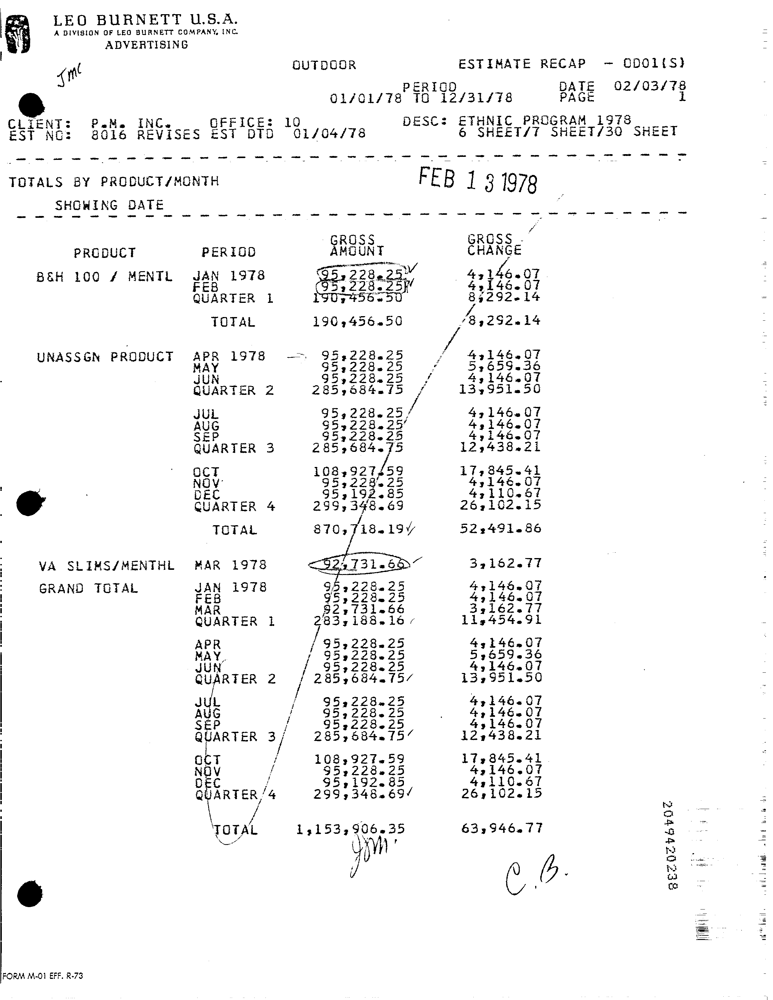 LEO BURNETT U.S.A.
A DIVISION OF LEO BURNETT COMPANY, INC.
ADVERTISING
JMC
OUTDOOR ESTIMATE RECAP - OD01(S)
PERIOD DATE 02/03/78
01/01/78 TO 12/31/78 PAGE 1
CLIENT: P.M. INC. OFFICE: 10 DESC: ETHNIC PROGRAM 1978
EST NO: 8016 REVISES EST DTD 01/04/78 6 SHEET/7 SHEET/30 SHEET
TOTALS BY PRODUCT/MONTH FEB 13 1978
SHOWING DATE
GROSS GROSS
PRODUCT PERIOD AMOUNT CHANGE
B&H 100 / MENTL JAN 1978 95,228.25 4,146.07
FEB 95,228.25 4,146.07
QUARTER 1 190,456.50 8,292.14
TOTAL 190,456.50 8,292.14
UNASSGN PRODUCT APR 1978 95,228.25 4,146.07
MAY 95,228.25 5,659.36
JUN 95,228.25 4,146.07
QUARTER 2 285,684.75 13,951.50
JUL 95,228.25 4,146.07
AUG 95,228.25 4,146.07
SEP 95,228.25 4,146.07
QUARTER 3 285,684.75 12,438.21
OCT 108,927.59 17,845.41
NOV 95,228.25 4,146.07
DEC 95,192.85 4,110.67
QUARTER 4 299,348.69 26,102.15
TOTAL 870,718.19 52,491.86
VA SLIMS/MENTHL MAR 1978 92,731.66 3,162.77
GRAND TOTAL JAN 1978 95,228.25 4,146.07
FEB 95,228.25 4,146.07
MAR 92,731.66 3,162.77
QUARTER 1 283,188.16 11,454.91
APR 95,228.25 4,146.07
MAY 95,228.25 5,659.36
JUN 95,228.25 4,146.07
QUARTER 2 285,684.75 13,951.50
JUL 95,228.25 4,146.07
AUG 95,228.25 4,146.07
SEP 95,228.25 4,146.07
QUARTER 3 285,684.75 12,438.21
OCT 108,927.59 17,845.41
NOV 95,228.25 4,146.07
DEC 95,192.85 4,110.67
QUARTER 4 299,348.69 26,102.15
TOTAL 1,153,906.35 63,946.77
C.B.
2049420238
FORM M-01 EFF. R-73